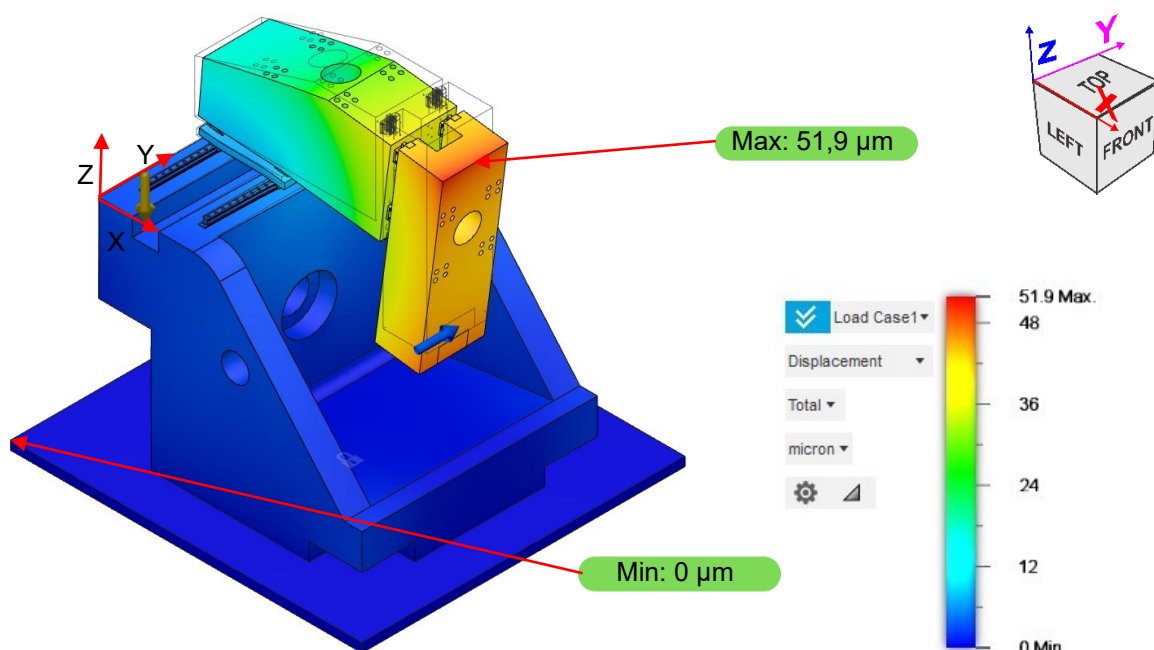 Z
Y
X
Max: 51,9 µm
Min: 0 µm
Z
Y
X
TOP
LEFT
FRONT
Load Case1
Displacement
Total
micron
51.9 Max.
48
36
24
12
0 Min